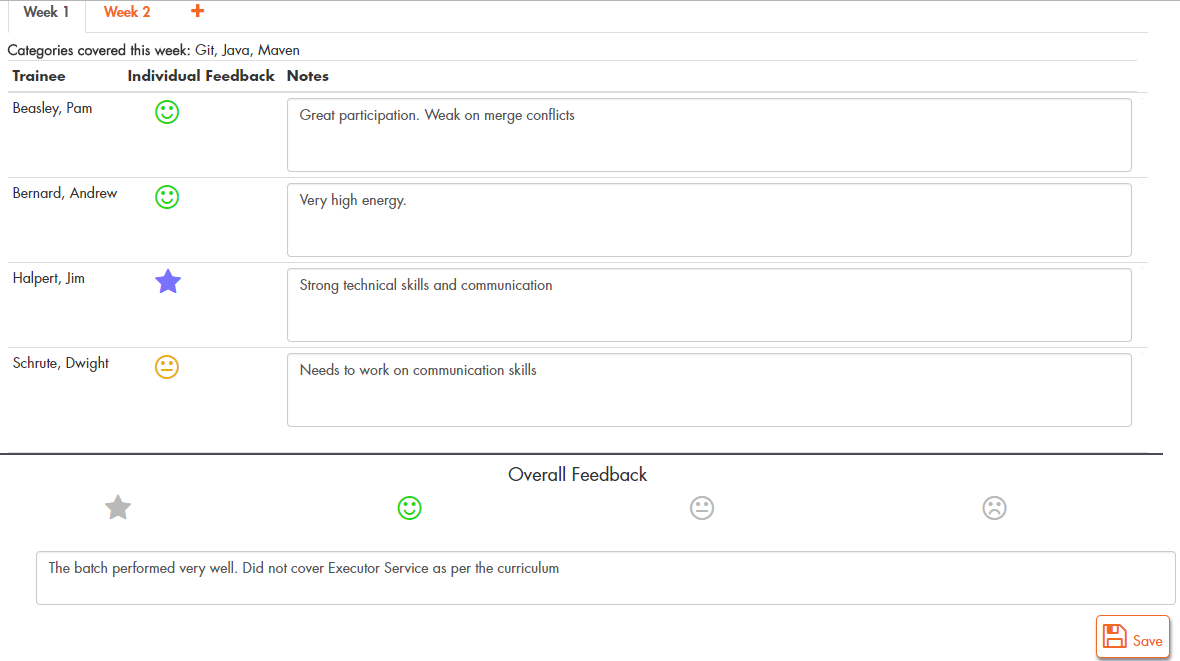 Week 1 Week 2 +
Categories covered this week: Git, Java, Maven
Trainee Individual Feedback Notes
Beasley, Pam Great participation. Weak on merge conflicts
Bernard, Andrew Very high energy.
Halpert, Jim Strong technical skills and communication
Schrute, Dwight Needs to work on communication skills
Overall Feedback
The batch performed very well. Did not cover Executor Service as per the curriculum
Save